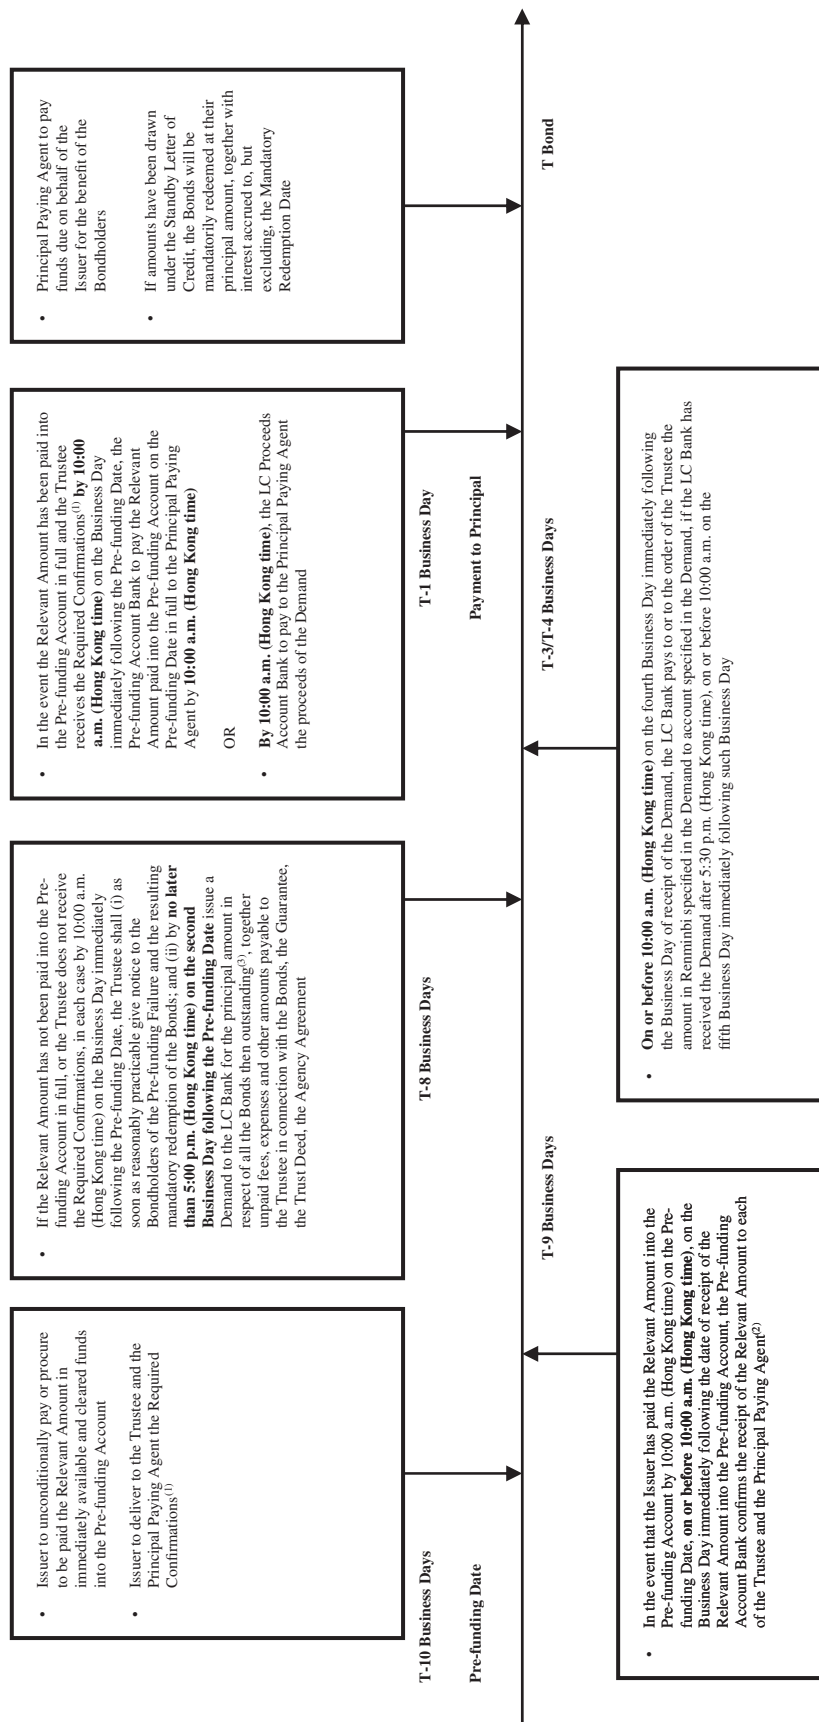 • Issuer to unconditionally pay or procure
to be paid the Relevant Amount in
immediately available and cleared funds
into the Pre-funding Account
• Issuer to deliver to the Trustee and the
Principal Paying Agent the Required
Confirmations(1)
• If the Relevant Amount has not been paid into the Pre-
funding Account in full, or the Trustee does not receive
the Required Confirmations, in each case by 10:00 a.m.
(Hong Kong time) on the Business Day immediately
following the Pre-funding Date, the Trustee shall (i) as
soon as reasonably practicable give notice to the
Bondholders of the Pre-funding Failure and the resulting
mandatory redemption of the Bonds; and (ii) by no later
than 5:00 p.m. (Hong Kong time) on the second
Business Day following the Pre-funding Date issue a
Demand to the LC Bank for the principal amount in
respect of all the Bonds then outstanding(3), together
unpaid fees, expenses and other amounts payable to
the Trustee in connection with the Bonds, the Guarantee,
the Trust Deed, the Agency Agreement
• In the event the Relevant Amount has been paid into
the Pre-funding Account in full and the Trustee
receives the Required Confirmations(1) by 10:00
a.m. (Hong Kong time) on the Business Day
immediately following the Pre-funding Date, the
Pre-funding Account Bank to pay the Relevant
Amount paid into the Pre-funding Account on the
Pre-funding Date in full to the Principal Paying
Agent by 10:00 a.m. (Hong Kong time)
OR
• By 10:00 a.m. (Hong Kong time), the LC Proceeds
Account Bank to pay to the Principal Paying Agent
the proceeds of the Demand
• Principal Paying Agent to pay
funds due on behalf of the
Issuer for the benefit of the
Bondholders
• If amounts have been drawn
under the Standby Letter of
Credit, the Bonds will be
mandatorily redeemed at their
principal amount, together with
interest accrued to, but
excluding, the Mandatory
Redemption Date
T-10 Business Days
Pre-funding Date
T-8 Business Days
T-1 Business Day
Payment to Principal
T-9 Business Days
T-3/T-4 Business Days
T Bond
• In the event that the Issuer has paid the Relevant Amount into the
Pre-funding Account by 10:00 a.m. (Hong Kong time) on the Pre-
funding Date, on or before 10:00 a.m. (Hong Kong time), on the
Business Day immediately following the date of receipt of the
Relevant Amount into the Pre-funding Account, the Pre-funding
Account Bank confirms the receipt of the Relevant Amount to each
of the Trustee and the Principal Paying Agent(2)
• On or before 10:00 a.m. (Hong Kong time) on the fourth Business Day immediately following
the Business Day of receipt of the Demand, the LC Bank pays to or to the order of the Trustee the
amount in Renminbi specified in the Demand to account specified in the Demand, if the LC Bank has
received the Demand after 5:30 p.m. (Hong Kong time), on or before 10:00 a.m. on the
fifth Business Day immediately following such Business Day